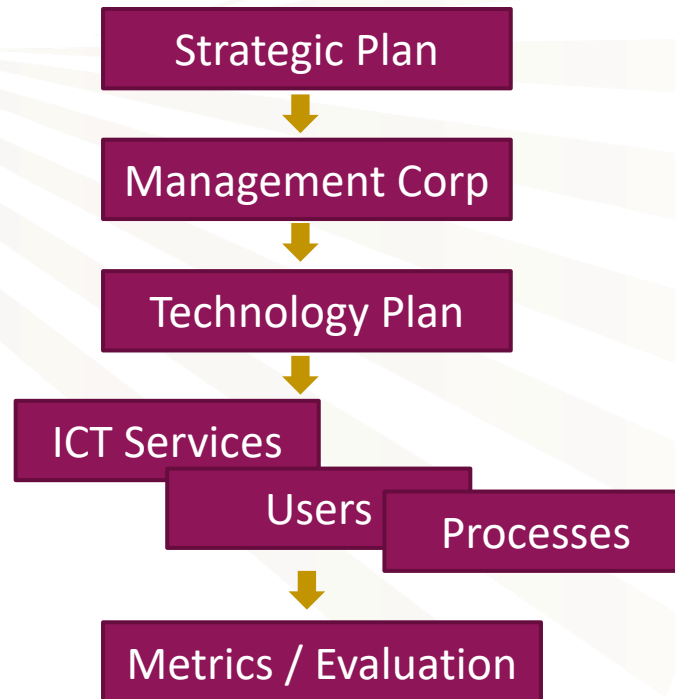 Strategic Plan
Management Corp
Technology Plan
ICT Services
Users
Processes
Metrics / Evaluation